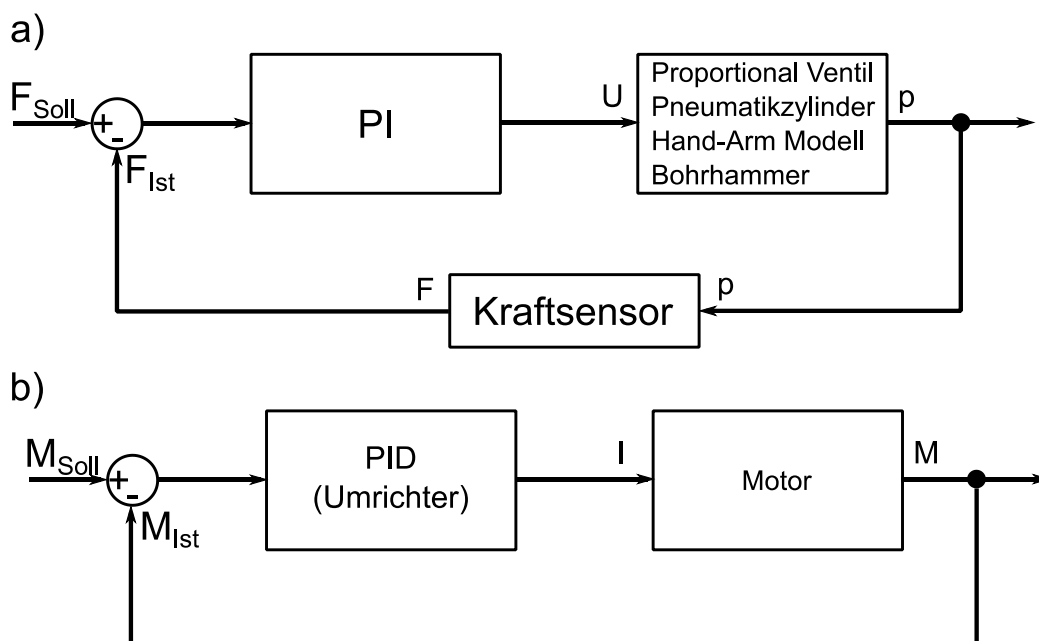 a)
F_Soll
+
-
F_Ist
PI
U
Proportional Ventil
Pneumatikzylinder
Hand-Arm Modell
Bohrhammer
p
F
Kraftsensor
p
b)
M_Soll
+
-
M_Ist
PID
(Umrichter)
I
Motor
M